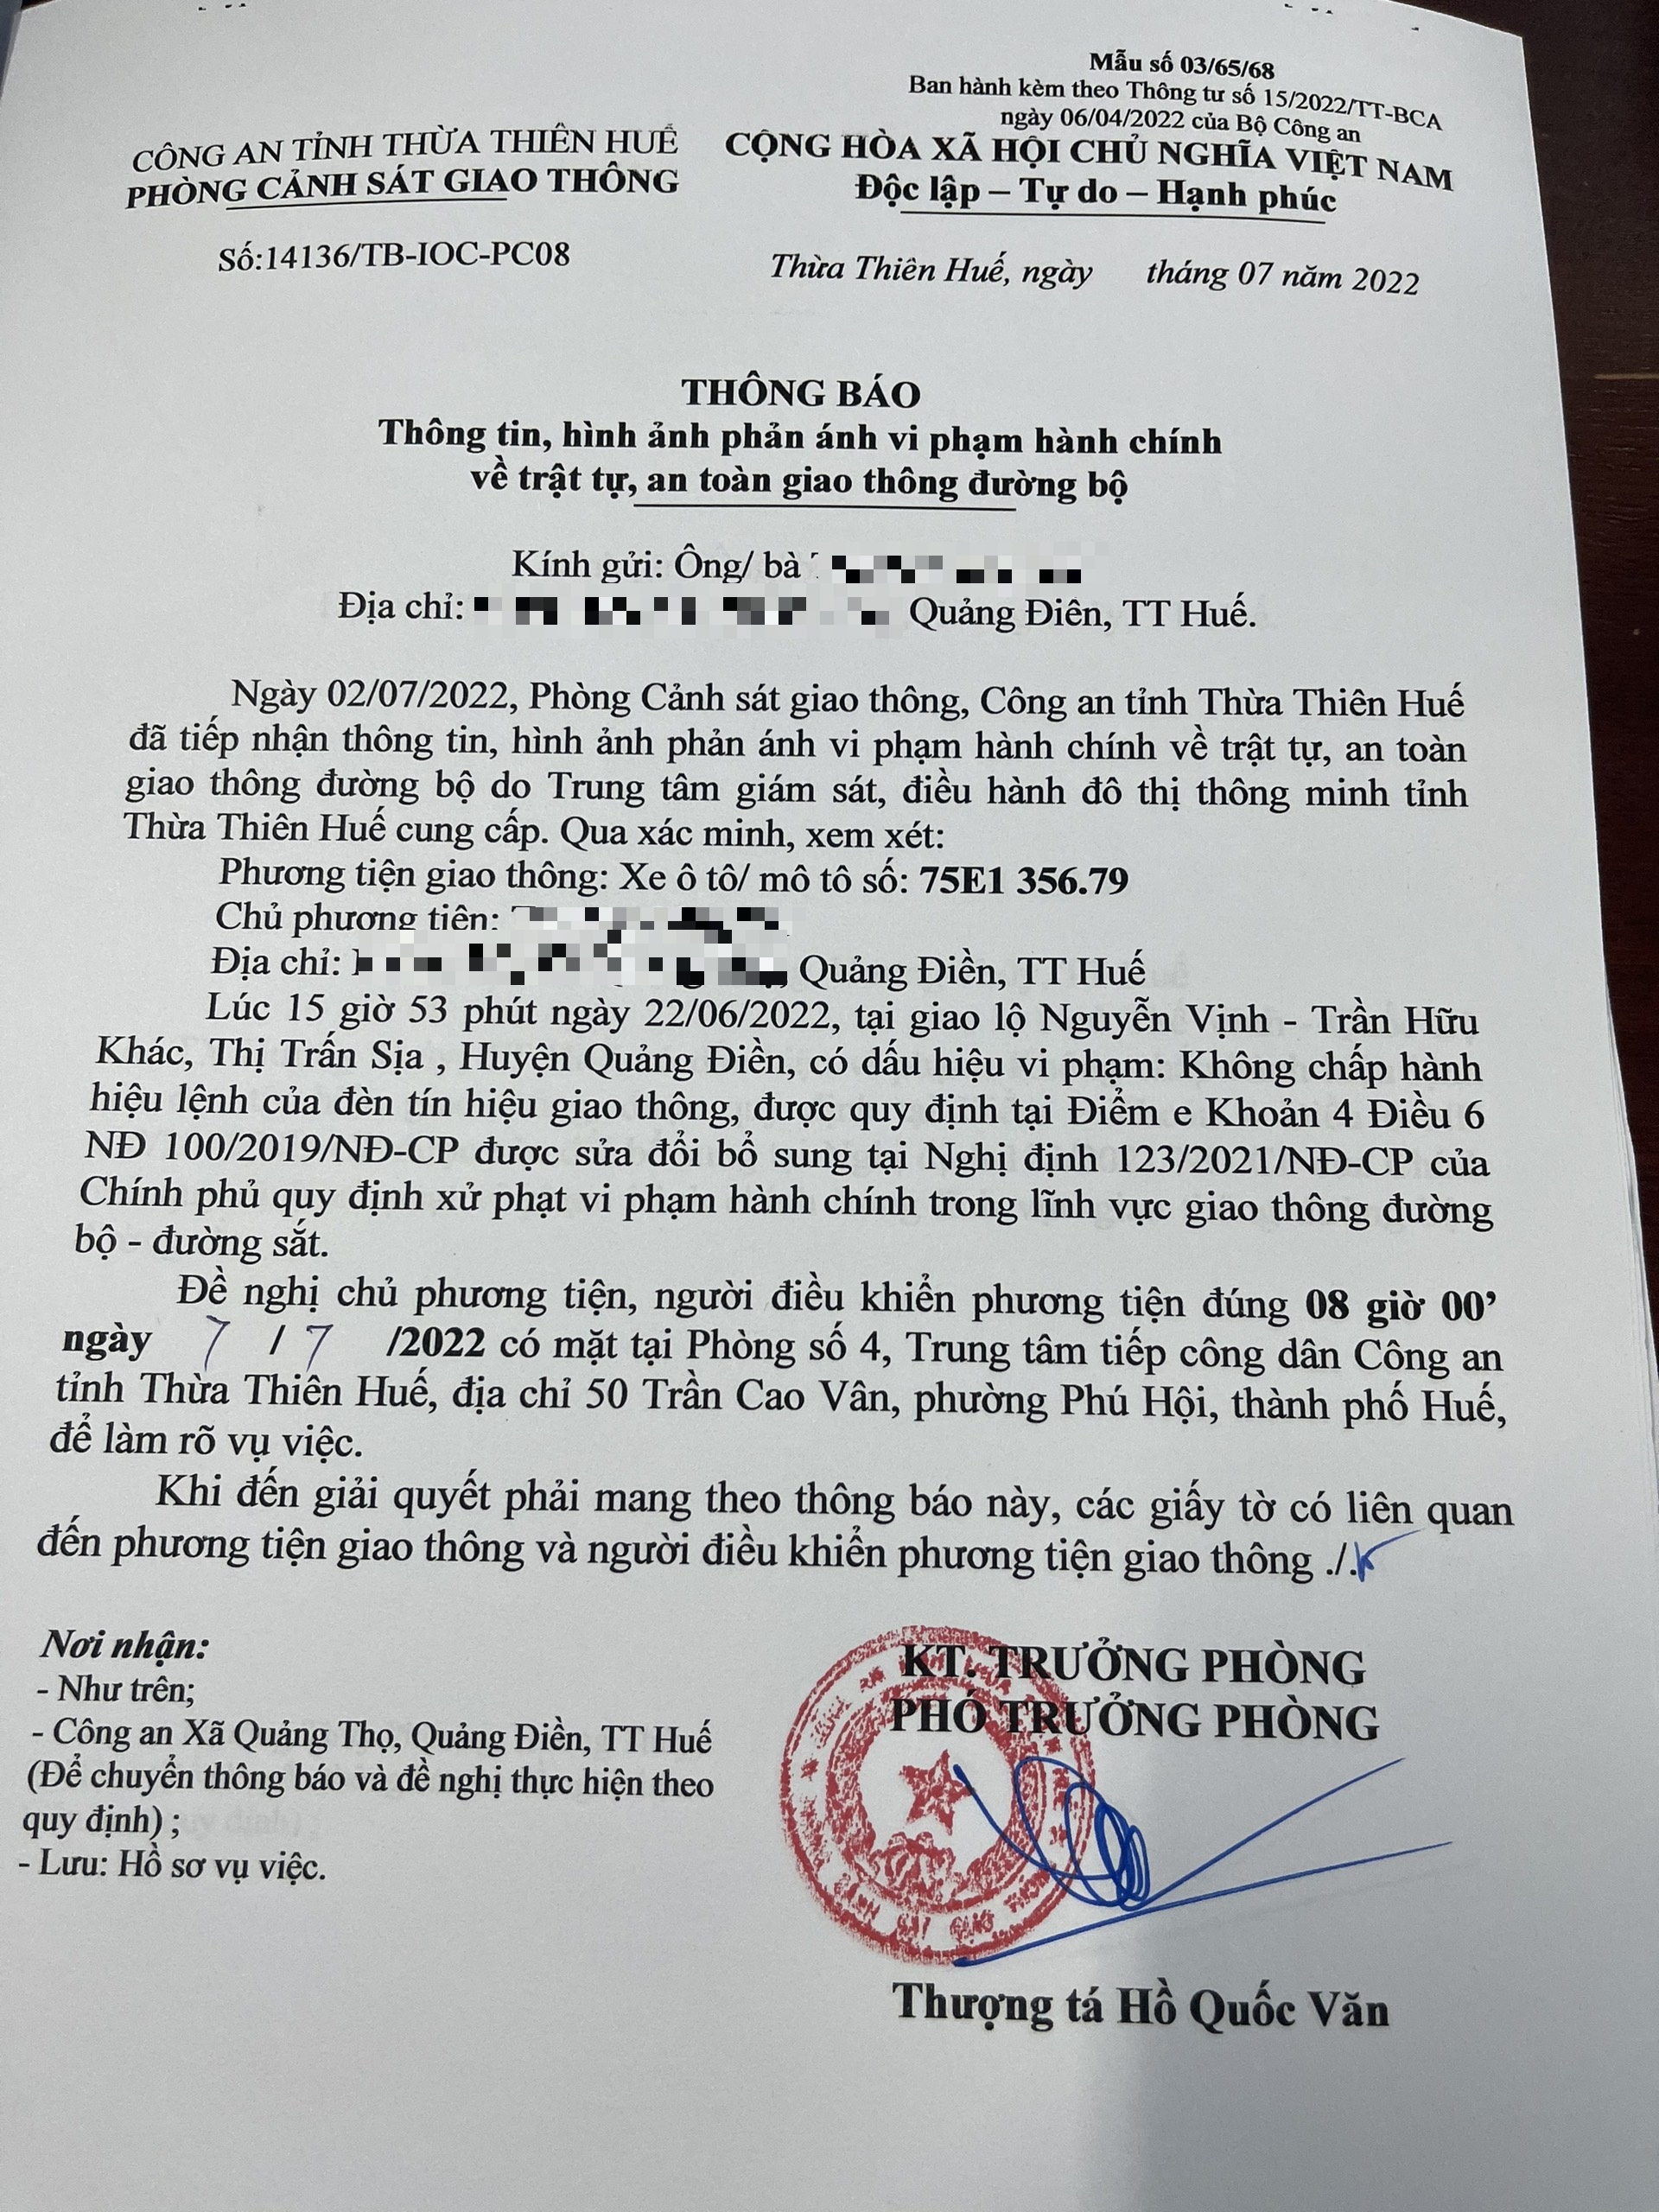 Mẫu số 03/65/68
Ban hành kèm theo Thông tư số 15/2022/TT-BCA
ngày 06/04/2022 của Bộ Công an
CÔNG AN TỈNH THỪA THIÊN HUẾ
PHÒNG CẢNH SÁT GIAO THÔNG
CỘNG HÒA XÃ HỘI CHỦ NGHĨA VIỆT NAM
Độc lập – Tự do – Hạnh phúc
Số:14136/TB-IOC-PC08
Thừa Thiên Huế, ngày tháng 07 năm 2022
THÔNG BÁO
Thông tin, hình ảnh phản ánh vi phạm hành chính
về trật tự, an toàn giao thông đường bộ
Kính gửi: Ông/ bà
Địa chỉ: Quảng Điên, TT Huế.
Ngày 02/07/2022, Phòng Cảnh sát giao thông, Công an tỉnh Thừa Thiên Huế
đã tiếp nhận thông tin, hình ảnh phản ánh vi phạm hành chính về trật tự, an toàn
giao thông đường bộ do Trung tâm giám sát, điều hành đô thị thông minh tỉnh
Thừa Thiên Huế cung cấp. Qua xác minh, xem xét:
Phương tiện giao thông: Xe ô tô/ mô tô số: 75E1 356.79
Chủ phương tiện:
Địa chỉ: , Quảng Điền, TT Huế
Lúc 15 giờ 53 phút ngày 22/06/2022, tại giao lộ Nguyễn Vịnh - Trần Hữu
Khác, Thị Trấn Sịa , Huyện Quảng Điền, có dấu hiệu vi phạm: Không chấp hành
hiệu lệnh của đèn tín hiệu giao thông, được quy định tại Điểm e Khoản 4 Điều 6
NĐ 100/2019/NĐ-CP được sửa đổi bổ sung tại Nghị định 123/2021/NĐ-CP của
Chính phủ quy định xử phạt vi phạm hành chính trong lĩnh vực giao thông đường
bộ - đường sắt.
Đề nghị chủ phương tiện, người điều khiển phương tiện đúng 08 giờ 00’
ngày 7 / 7 /2022 có mặt tại Phòng số 4, Trung tâm tiếp công dân Công an
tỉnh Thừa Thiên Huế, địa chỉ 50 Trần Cao Vân, phường Phú Hội, thành phố Huế,
để làm rõ vụ việc.
Khi đến giải quyết phải mang theo thông báo này, các giấy tờ có liên quan
đến phương tiện giao thông và người điều khiển phương tiện giao thông ./.
Nơi nhận:
- Như trên;
- Công an Xã Quảng Thọ, Quảng Điền, TT Huế
(Để chuyển thông báo và đề nghị thực hiện theo
quy định) ;
- Lưu: Hồ sơ vụ việc.
KT. TRƯỞNG PHÒNG
PHÓ TRƯỞNG PHÒNG
Thượng tá Hồ Quốc Văn